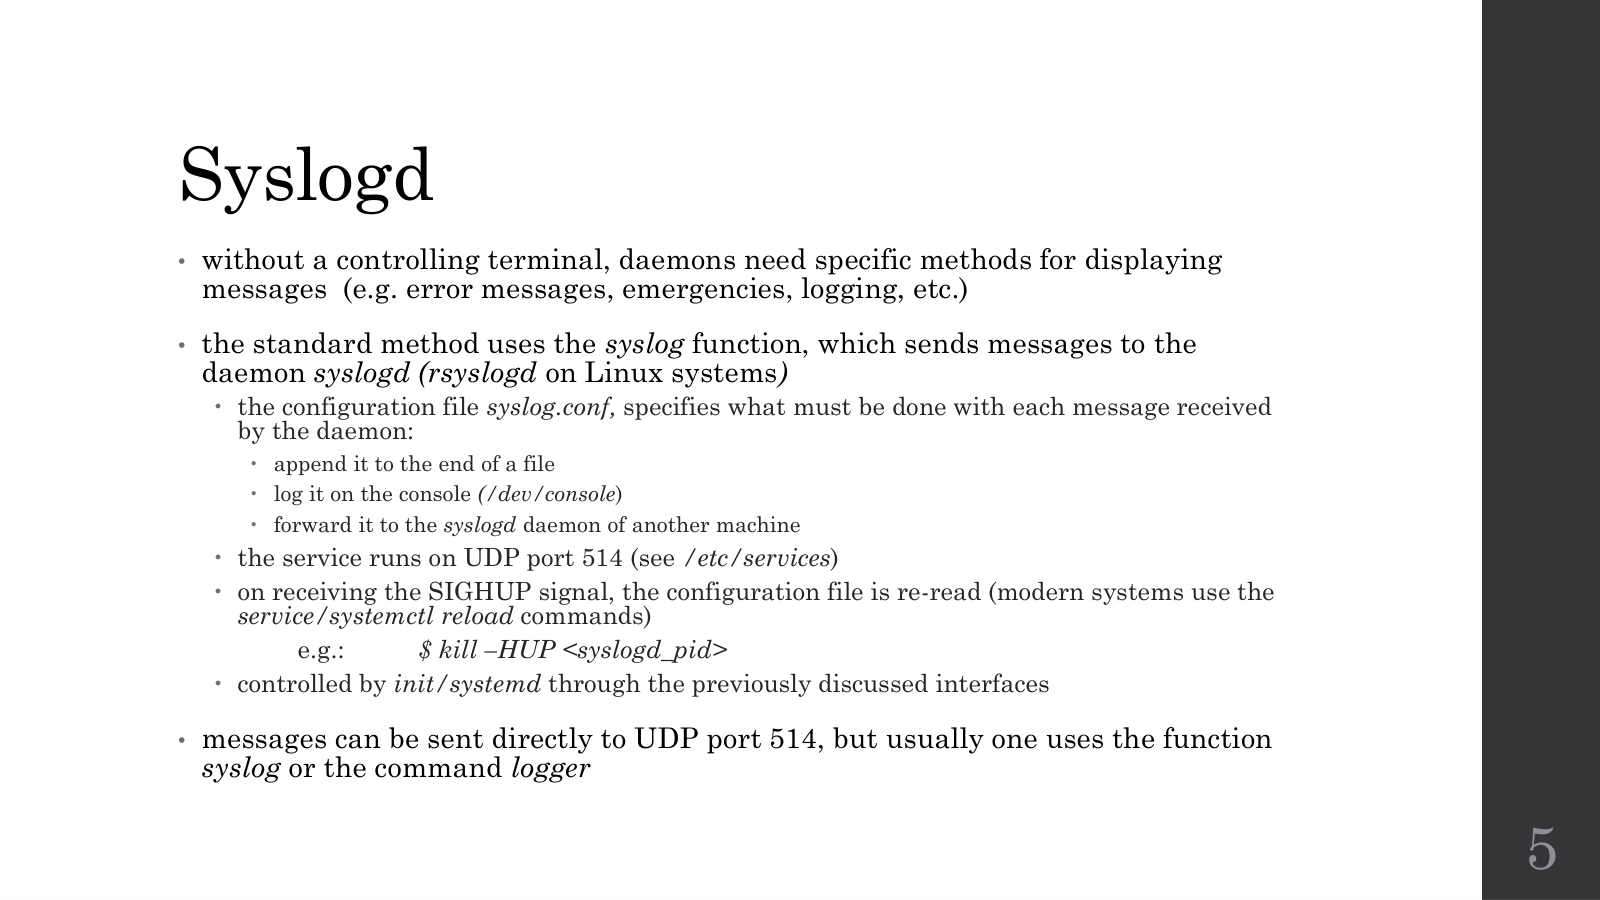 Syslogd
• without a controlling terminal, daemons need specific methods for displaying
messages  (e.g. error messages, emergencies, logging, etc.)
• the standard method uses the syslog function, which sends messages to the
daemon syslogd (rsyslogd on Linux systems)
• the configuration file syslog.conf, specifies what must be done with each message received
by the daemon:
• append it to the end of a file
• log it on the console (/dev/console)
• forward it to the syslogd daemon of another machine
• the service runs on UDP port 514 (see /etc/services)
• on receiving the SIGHUP signal, the configuration file is re-read (modern systems use the
service/systemctl reload commands)
e.g.: $ kill –HUP <syslogd_pid>
• controlled by init/systemd through the previously discussed interfaces
• messages can be sent directly to UDP port 514, but usually one uses the function
syslog or the command logger
5